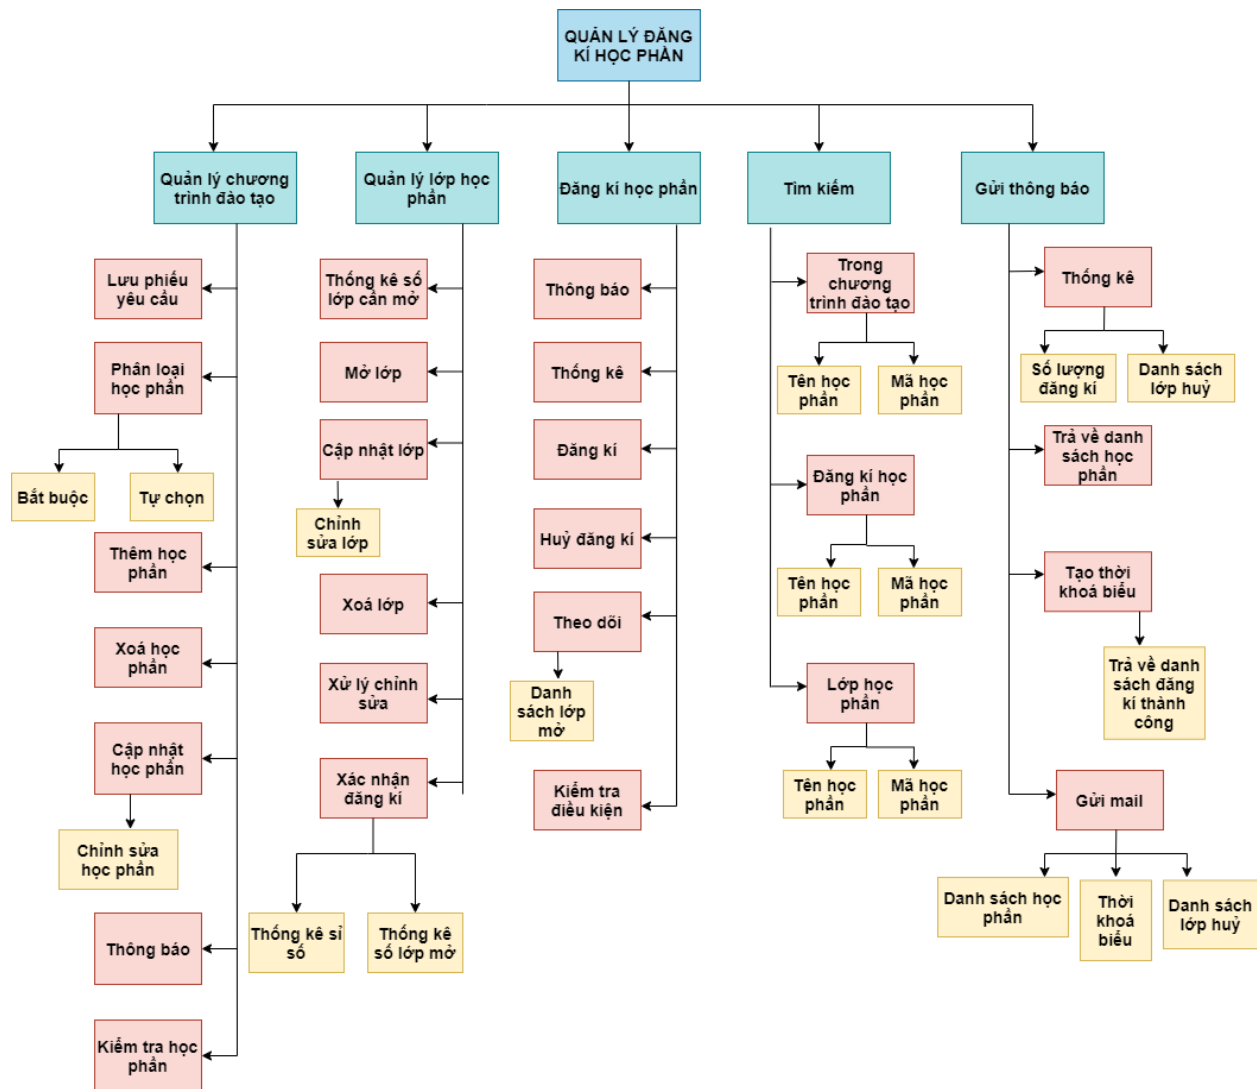 QUẢN LÝ ĐĂNG
KÍ HỌC PHẦN
Quản lý chương
trình đào tạo
Quản lý lớp học
phần
Đăng kí học phần
Tìm kiếm
Gửi thông báo
Lưu phiếu
yêu cầu
Phân loại
học phần
Bắt buộc
Tự chọn
Thêm học
phần
Xoá học
phần
Cập nhật
học phần
Chỉnh sửa
học phần
Thông báo
Kiểm tra học
phần
Thống kê số
lớp cần mở
Mở lớp
Cập nhật lớp
Chỉnh
sửa lớp
Xoá lớp
Xử lý chỉnh
sửa
Xác nhận
đăng kí
Thống kê sỉ
số
Thống kê
số lớp mở
Thông báo
Thống kê
Đăng kí
Huỷ đăng kí
Theo dõi
Danh
sách lớp
mở
Kiểm tra
điều kiện
Trong
chương
trình đào tạo
Tên học
phần
Mã học
phần
Đăng kí học
phần
Tên học
phần
Mã học
phần
Lớp học
phần
Tên học
phần
Mã học
phần
Thống kê
Số lượng
đăng kí
Danh sách
lớp huỷ
Trả về danh
sách học
phần
Tạo thời
khoá biểu
Trả về danh
sách đăng
kí thành
công
Gửi mail
Danh sách học
phần
Thời
khoá
biểu
Danh sách
lớp huỷ